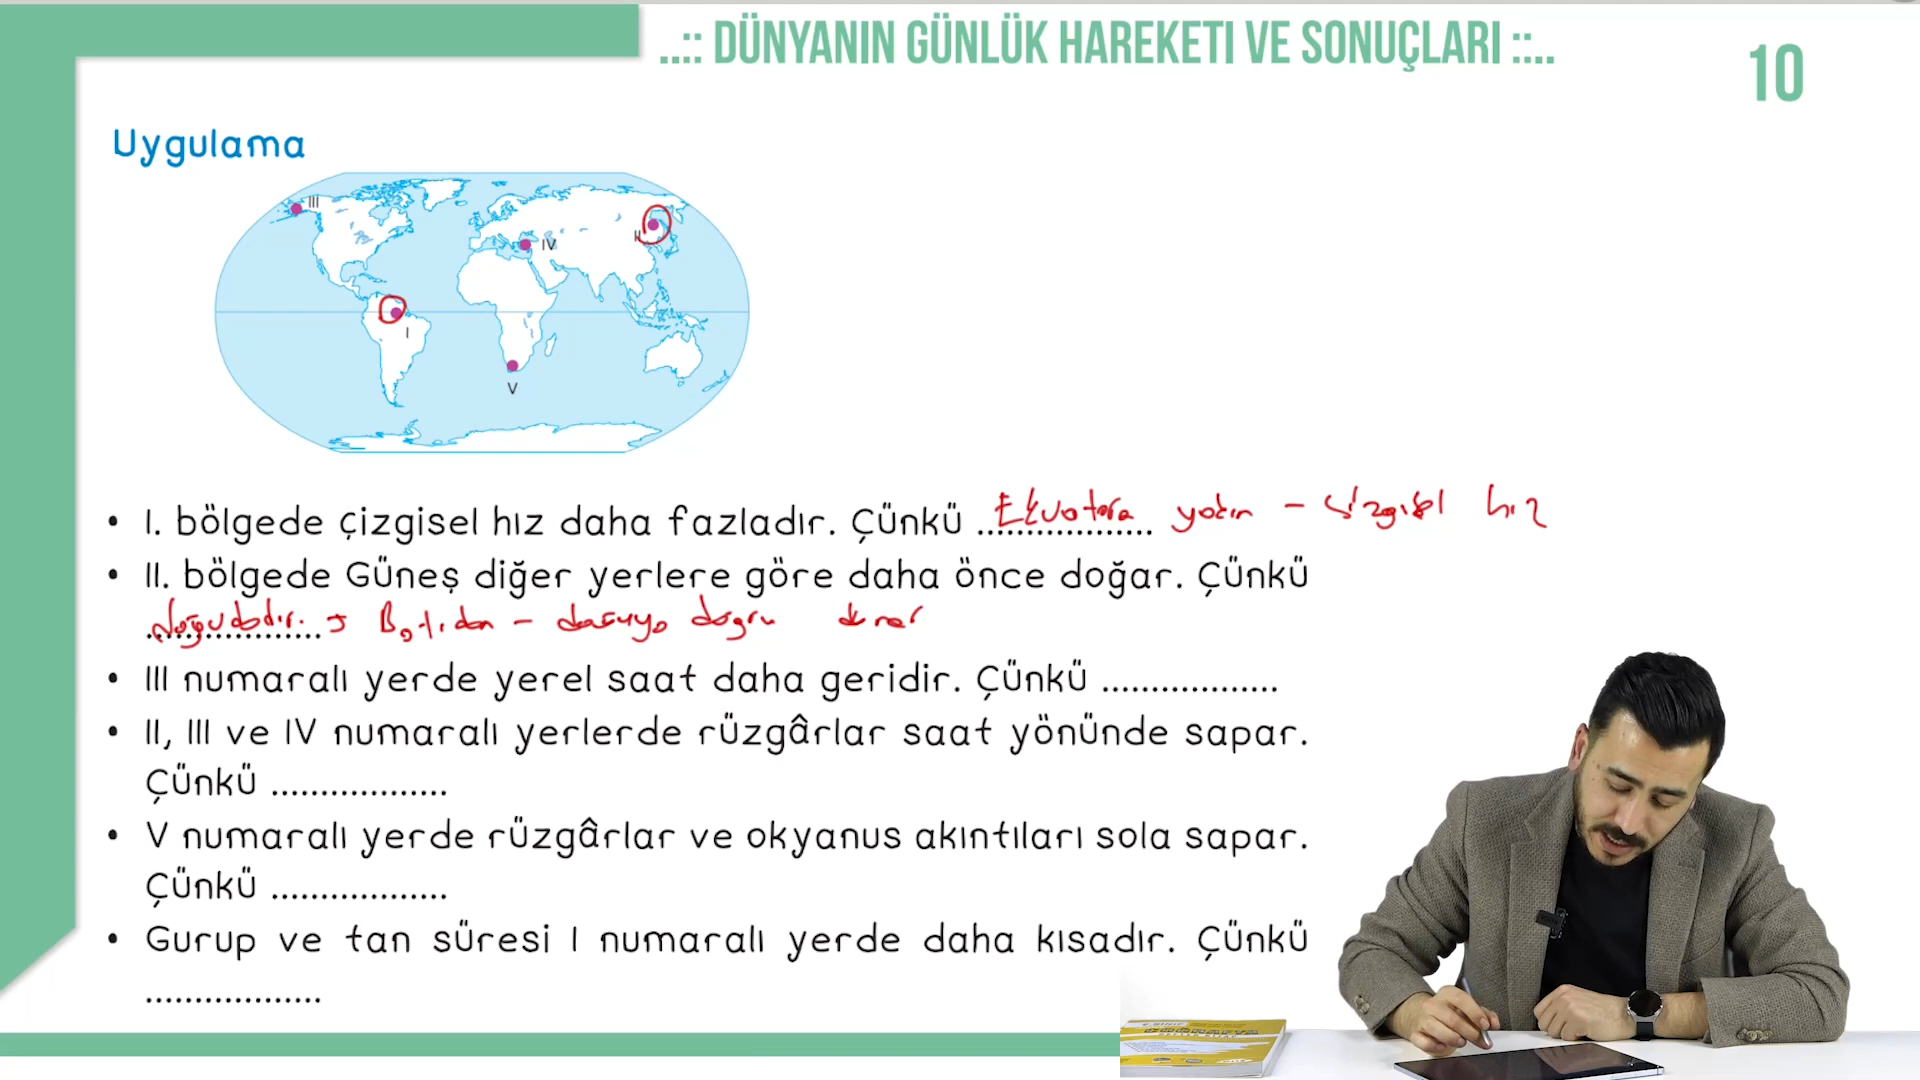 ..:: DÜNYANIN GÜNLÜK HAREKETİ VE SONUÇLARI ::..
10
Uygulama
III
II
IV
I
V
• I. bölgede çizgisel hız daha fazladır. Çünkü .................. Ekvatora yakın – çizgisel hız
• II. bölgede Güneş diğer yerlere göre daha önce doğar. Çünkü
.................. doğudadır. → Batıdan – doğuya doğru döner
• III numaralı yerde yerel saat daha geridir. Çünkü ..................
• II, III ve IV numaralı yerlerde rüzgârlar saat yönünde sapar.
Çünkü ..................
• V numaralı yerde rüzgârlar ve okyanus akıntıları sola sapar.
Çünkü ..................
• Gurup ve tan süresi I numaralı yerde daha kısadır. Çünkü
..................